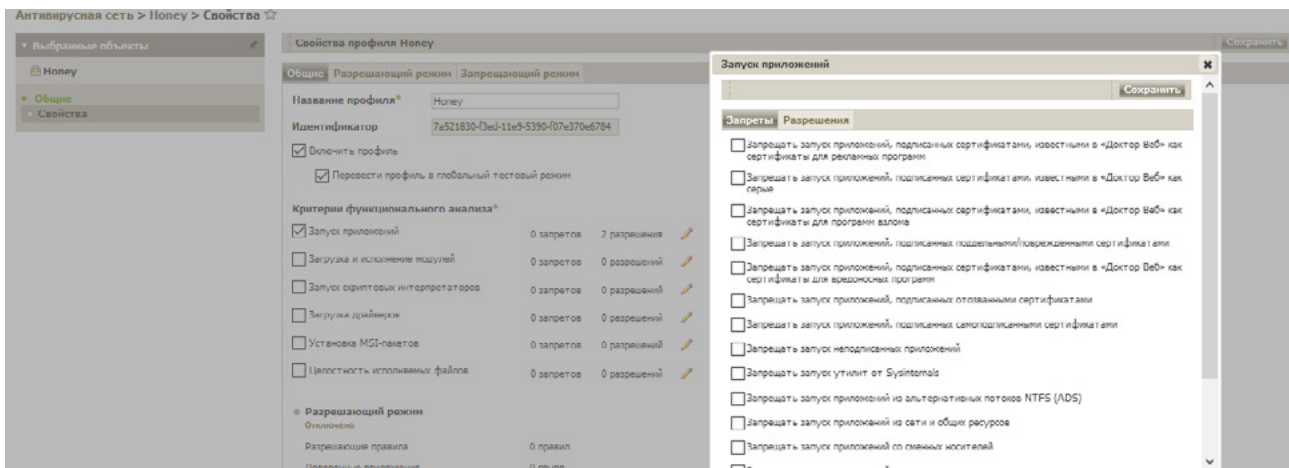 Антивирусная сеть > Honey > Свойства ☆
Выбранные объекты
Honey
Общие
Свойства
Свойства профиля Honey
Сохранить
Общие Разрешающий режим Запрещающий режим
Название профиля* Honey
Идентификатор 7a521830-f3ed-11e9-5390-f07e370e6784
Включить профиль
Перевести профиль в глобальный тестовый режим
Критерии функционального анализа*
Запуск приложений 0 запретов 2 разрешения
Загрузка и исполнение модулей 0 запретов 0 разрешений
Запуск скриптовых интерпретаторов 0 запретов 0 разрешений
Загрузка драйверов 0 запретов 0 разрешений
Установка MSI-пакетов 0 запретов 0 разрешений
Целостность исполняемых файлов 0 запретов 0 разрешений
Разрешающий режим
Отключено
Разрешающие правила 0 правил
Запуск приложений
Сохранить
Запреты Разрешения
Запрещать запуск приложений, подписанных сертификатами, известными в «Доктор Веб» как
сертификаты для рекламных программ
Запрещать запуск приложений, подписанных сертификатами, известными в «Доктор Веб» как
серые
Запрещать запуск приложений, подписанных сертификатами, известными в «Доктор Веб» как
сертификаты для программ взлома
Запрещать запуск приложений, подписанных поддельными/поврежденными сертификатами
Запрещать запуск приложений, подписанных сертификатами, известными в «Доктор Веб» как
сертификаты для вредоносных программ
Запрещать запуск приложений, подписанных отозванными сертификатами
Запрещать запуск приложений, подписанных самоподписанными сертификатами
Запрещать запуск неподписанных приложений
Запрещать запуск утилит от Sysinternals
Запрещать запуск приложений из альтернативных потоков NTFS (ADS)
Запрещать запуск приложений из сети и общих ресурсов
Запрещать запуск приложений со сменных носителей